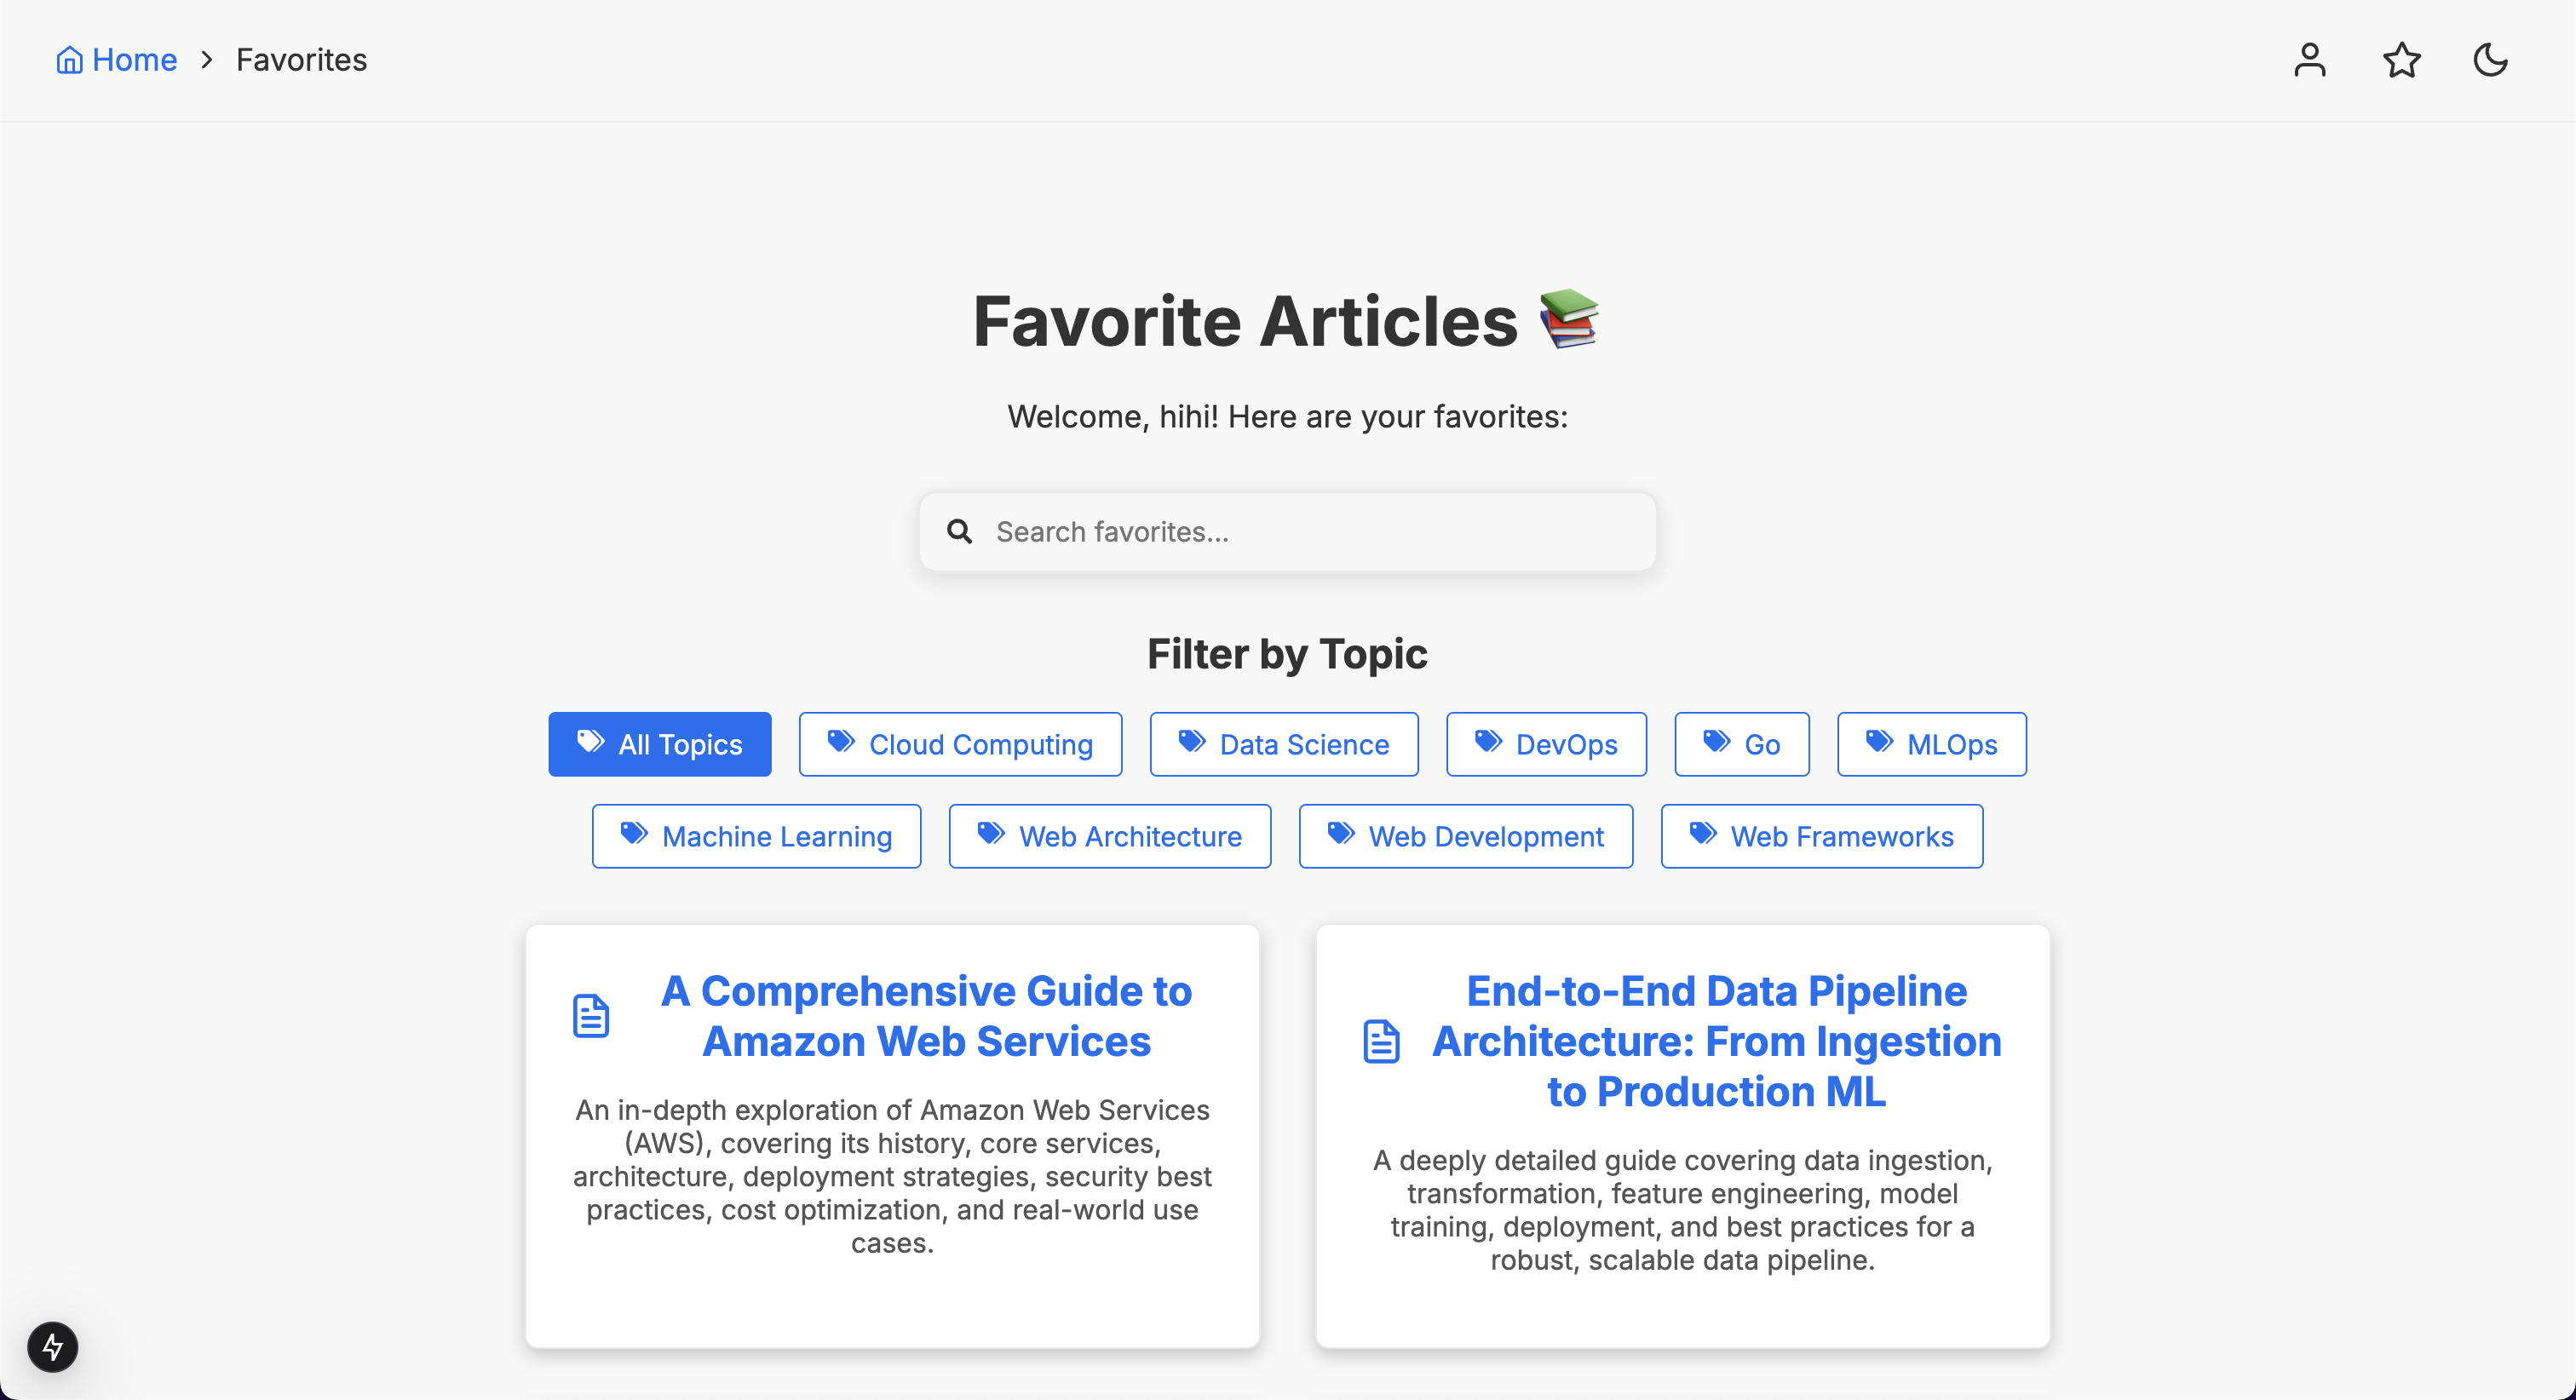 Home > Favorites
Favorite Articles 📚
Welcome, hihi! Here are your favorites:
Search favorites...
Filter by Topic
All Topics
Cloud Computing
Data Science
DevOps
Go
MLOps
Machine Learning
Web Architecture
Web Development
Web Frameworks
A Comprehensive Guide to
Amazon Web Services
An in-depth exploration of Amazon Web Services
(AWS), covering its history, core services,
architecture, deployment strategies, security best
practices, cost optimization, and real-world use
cases.
End-to-End Data Pipeline
Architecture: From Ingestion
to Production ML
A deeply detailed guide covering data ingestion,
transformation, feature engineering, model
training, deployment, and best practices for a
robust, scalable data pipeline.